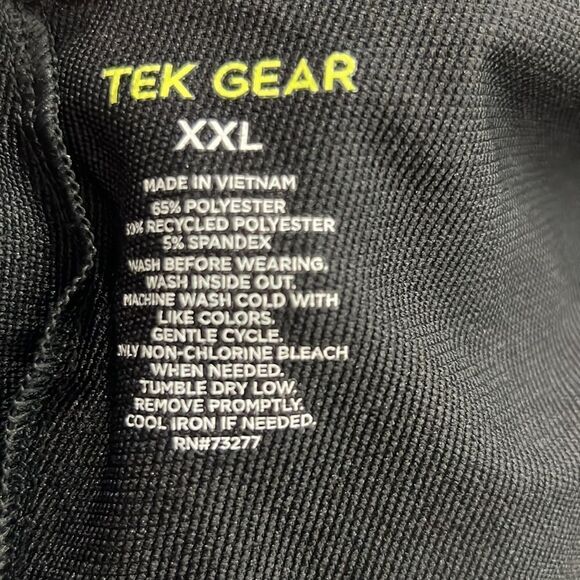 TEK GEAR
XXL
MADE IN VIETNAM
65% POLYESTER
30% RECYCLED POLYESTER
5% SPANDEX
WASH BEFORE WEARING.
WASH INSIDE OUT.
MACHINE WASH COLD WITH
LIKE COLORS.
GENTLE CYCLE.
ONLY NON-CHLORINE BLEACH
WHEN NEEDED.
TUMBLE DRY LOW.
REMOVE PROMPTLY.
COOL IRON IF NEEDED.
RN#73277